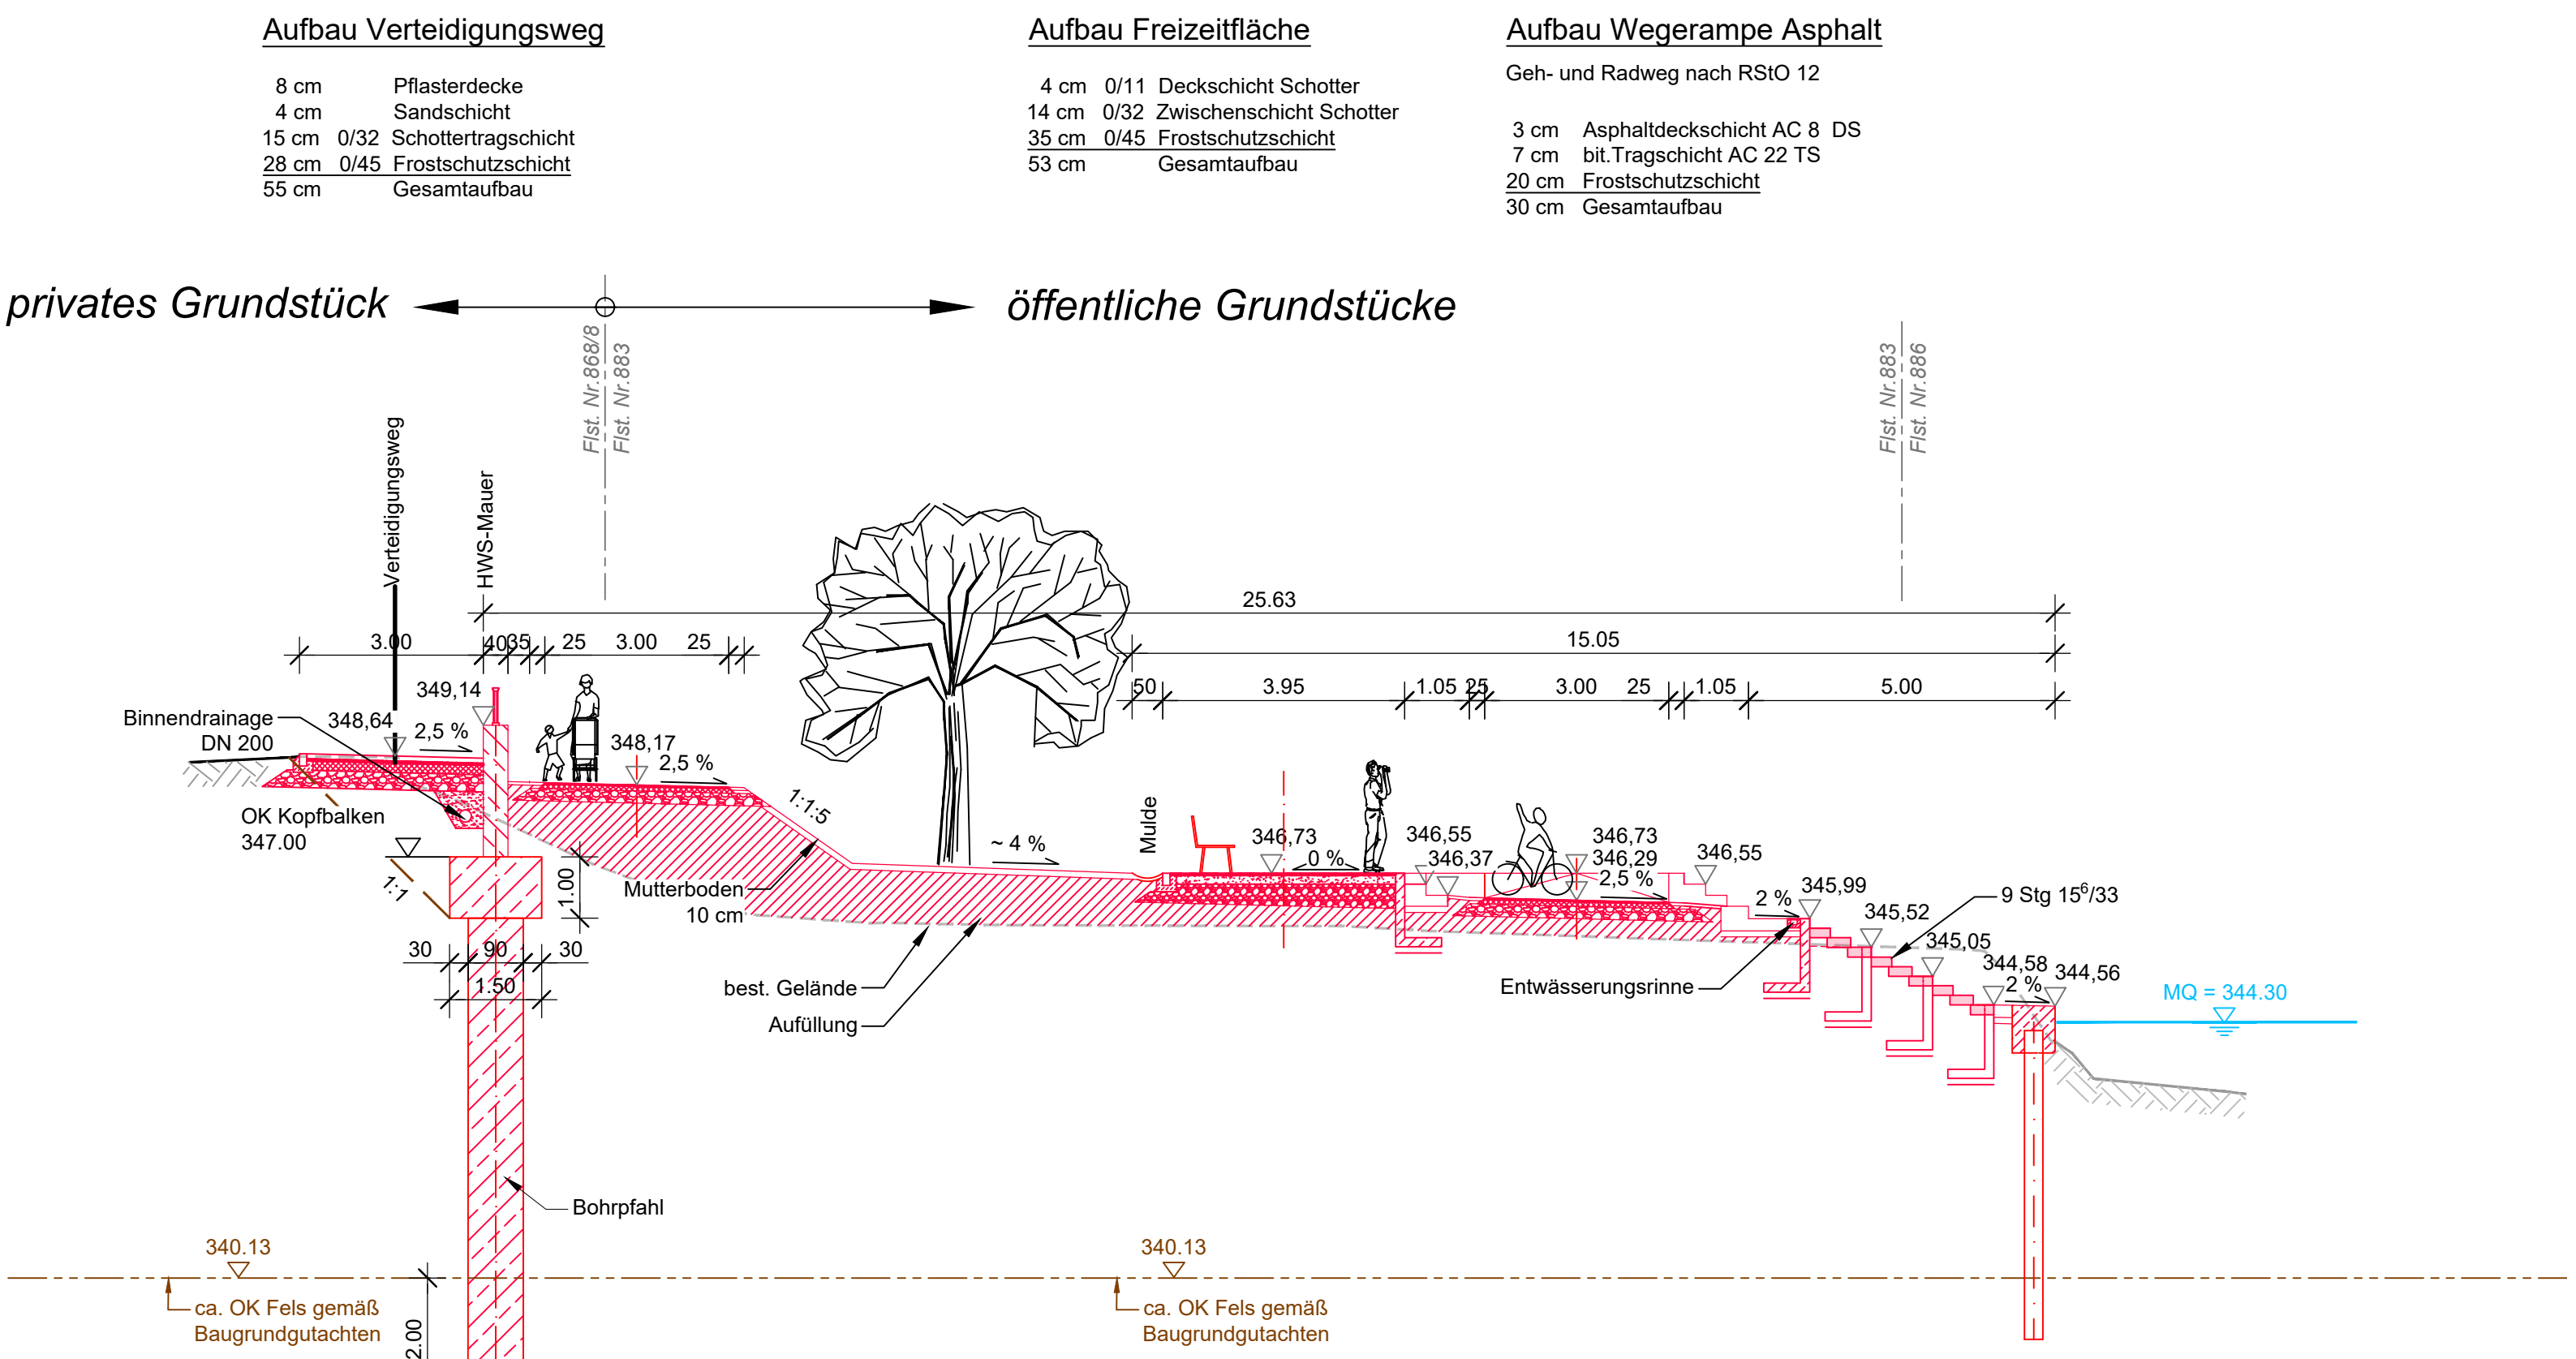 Aufbau Verteidigungsweg
8 cm Pflasterdecke
4 cm Sandschicht
15 cm 0/32 Schottertragschicht
28 cm 0/45 Frostschutzschicht
55 cm Gesamtaufbau
Aufbau Freizeitfläche
4 cm 0/11 Deckschicht Schotter
14 cm 0/32 Zwischenschicht Schotter
35 cm 0/45 Frostschutzschicht
53 cm Gesamtaufbau
Aufbau Wegerampe Asphalt
Geh- und Radweg nach RStO 12
3 cm Asphaltdeckschicht AC 8 DS
7 cm bit.Tragschicht AC 22 TS
20 cm Frostschutzschicht
30 cm Gesamtaufbau
privates Grundstück
öffentliche Grundstücke
Flst. Nr.868/8
Flst. Nr.883
Flst. Nr.883
Flst. Nr.886
Verteidigungsweg
HWS-Mauer
25.63
15.05
3.00 40 35 25 3.00 25
50 3.95 1.05 25 3.00 25 1.05 5.00
349,14
Binnendrainage
DN 200
348,64
2,5 %
348,17
2,5 %
1:1:5
OK Kopfbalken
347.00
1:1
1.00
30 90 30
1.50
Mutterboden
10 cm
~ 4 %
Mulde
346,73
0 %
346,55
346,37
346,73
346,29
2,5 %
346,55
2 %
345,99
345,52
345,05
344,58
2 %
344,56
9 Stg 15⁶/33
MQ = 344.30
best. Gelände
Aufüllung
Entwässerungsrinne
Bohrpfahl
340.13
ca. OK Fels gemäß
Baugrundgutachten
2.00
340.13
ca. OK Fels gemäß
Baugrundgutachten